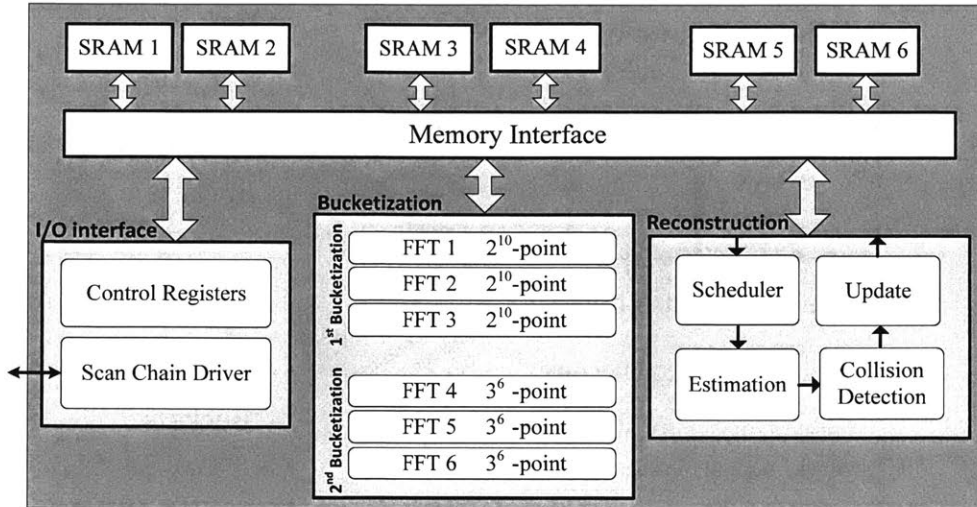 SRAM 1
SRAM 2
SRAM 3
SRAM 4
SRAM 5
SRAM 6
Memory Interface
I/O interface
Control Registers
Scan Chain Driver
Bucketization
1st Bucketization
FFT 1 2^10-point
FFT 2 2^10-point
FFT 3 2^10-point
2nd Bucketization
FFT 4 3^6 -point
FFT 5 3^6 -point
FFT 6 3^6 -point
Reconstruction
Scheduler
Update
Estimation
Collision
Detection